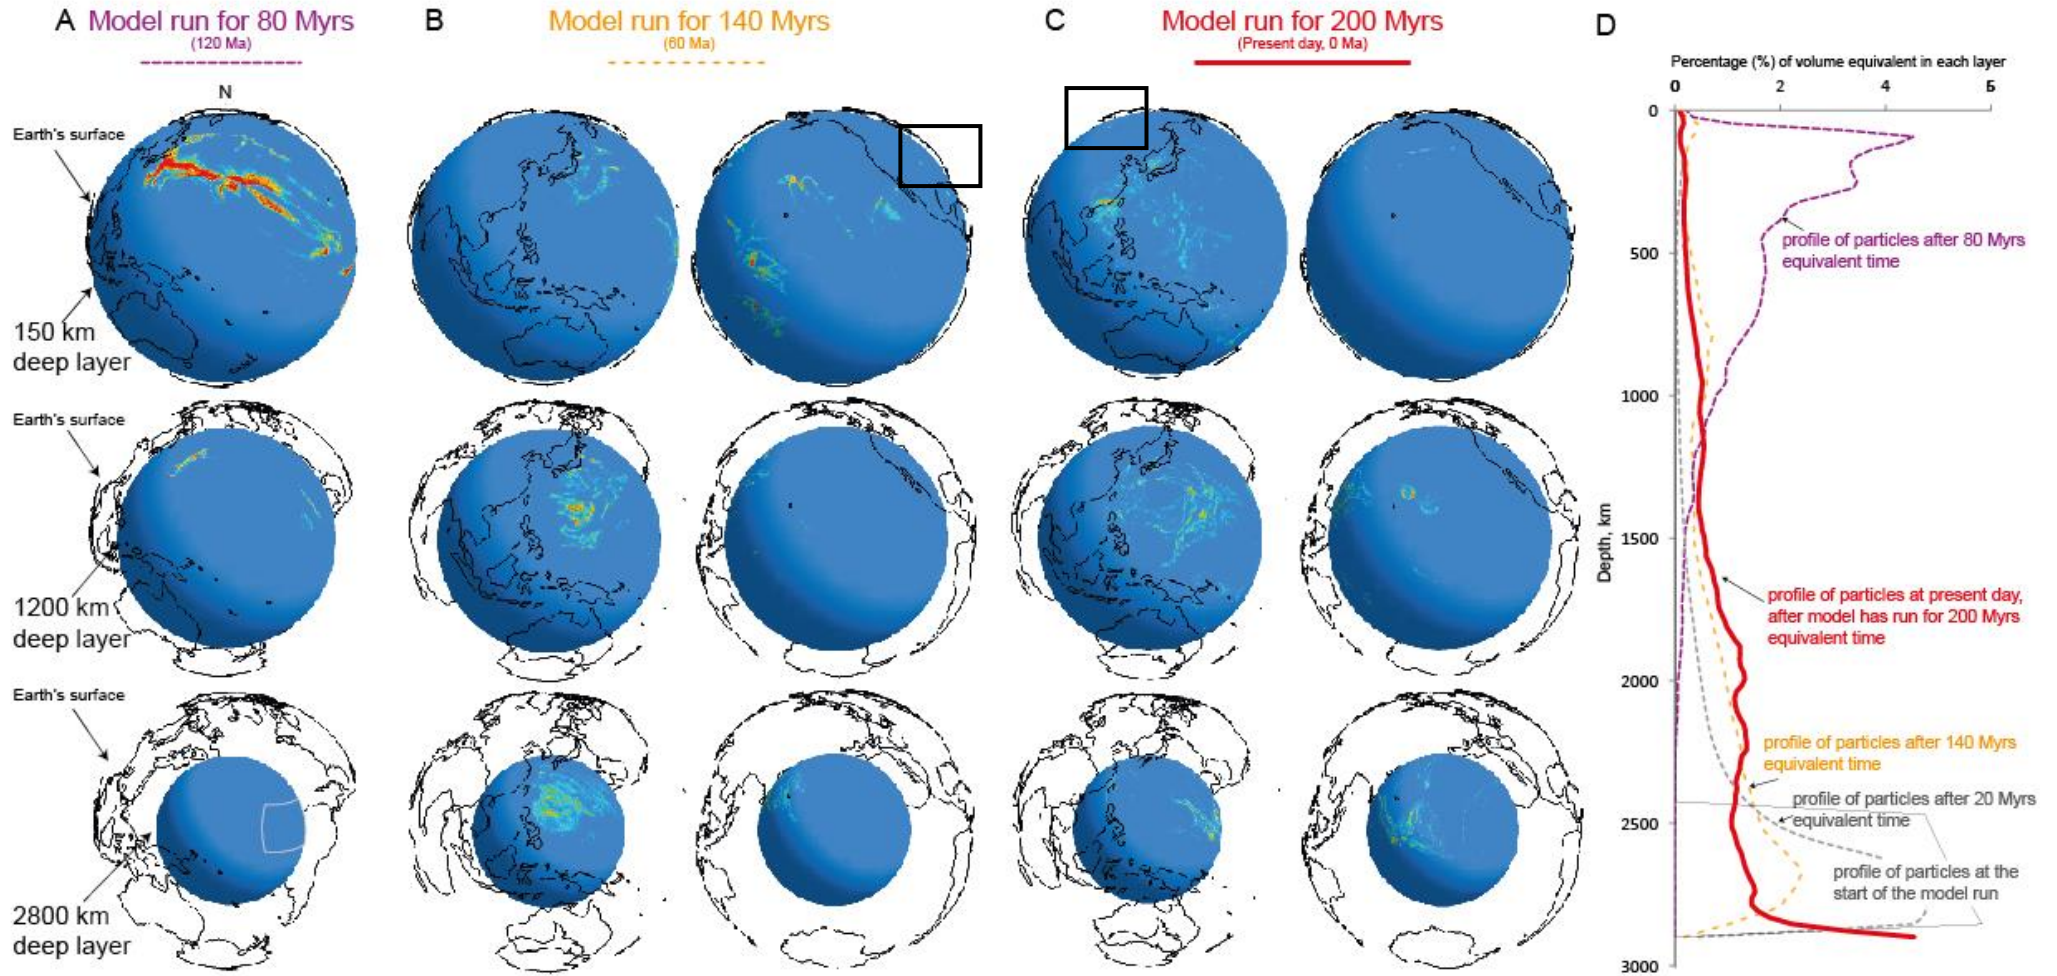 A
Model run for 80 Myrs
(120 Ma)
B
Model run for 140 Myrs
(60 Ma)
C
Model run for 200 Myrs
(Present day, 0 Ma)
D
N
Earth's surface
150 km
deep layer
Earth's surface
1200 km
deep layer
Earth's surface
2800 km
deep layer
Percentage (%) of volume equivalent in each layer
0 2 4 6
0
500
1000
1500
2000
2500
3000
Depth, km
profile of particles after 80 Myrs
equivalent time
profile of particles at present day,
after model has run for 200 Myrs
equivalent time
profile of particles after 140 Myrs
equivalent time
profile of particles after 20 Myrs
equivalent time
profile of particles at the
start of the model run